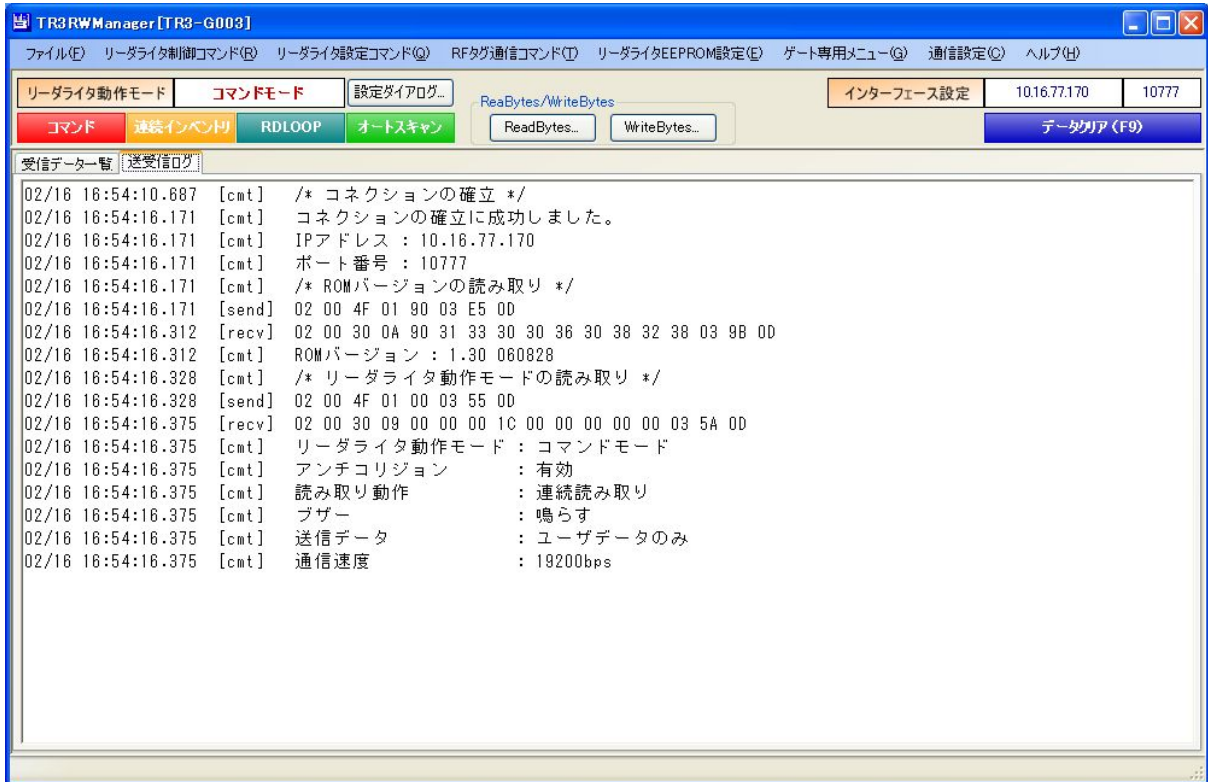 TR3RWManager[TR3-G003]
ファイル(F) リーダライタ制御コマンド(R) リーダライタ設定コマンド(Q) RFタグ通信コマンド(T) リーダライタEEPROM設定(E) ゲート専用メニュー(G) 通信設定(C) ヘルプ(H)
リーダライタ動作モード コマンドモード 設定ダイアログ... ReaBytes/WriteBytes インターフェース設定 10.16.77.170 10777
コマンド 連続インベントリ RDLOOP オートスキャン ReadBytes... WriteBytes... データクリア(F9)
受信データ一覧 送受信ログ
02/16 16:54:10.687 [cmt] /* コネクションの確立 */
02/16 16:54:16.171 [cmt] コネクションの確立に成功しました。
02/16 16:54:16.171 [cmt] IPアドレス : 10.16.77.170
02/16 16:54:16.171 [cmt] ポート番号 : 10777
02/16 16:54:16.171 [cmt] /* ROMバージョンの読み取り */
02/16 16:54:16.171 [send] 02 00 4F 01 90 03 E5 0D
02/16 16:54:16.312 [recv] 02 00 30 0A 90 31 33 30 30 36 30 38 32 38 03 9B 0D
02/16 16:54:16.312 [cmt] ROMバージョン : 1.30 060828
02/16 16:54:16.328 [cmt] /* リーダライタ動作モードの読み取り */
02/16 16:54:16.328 [send] 02 00 4F 01 00 03 55 0D
02/16 16:54:16.375 [recv] 02 00 30 09 00 00 00 1C 00 00 00 00 00 03 5A 0D
02/16 16:54:16.375 [cmt] リーダライタ動作モード : コマンドモード
02/16 16:54:16.375 [cmt] アンチコリジョン : 有効
02/16 16:54:16.375 [cmt] 読み取り動作 : 連続読み取り
02/16 16:54:16.375 [cmt] ブザー : 鳴らす
02/16 16:54:16.375 [cmt] 送信データ : ユーザデータのみ
02/16 16:54:16.375 [cmt] 通信速度 : 19200bps